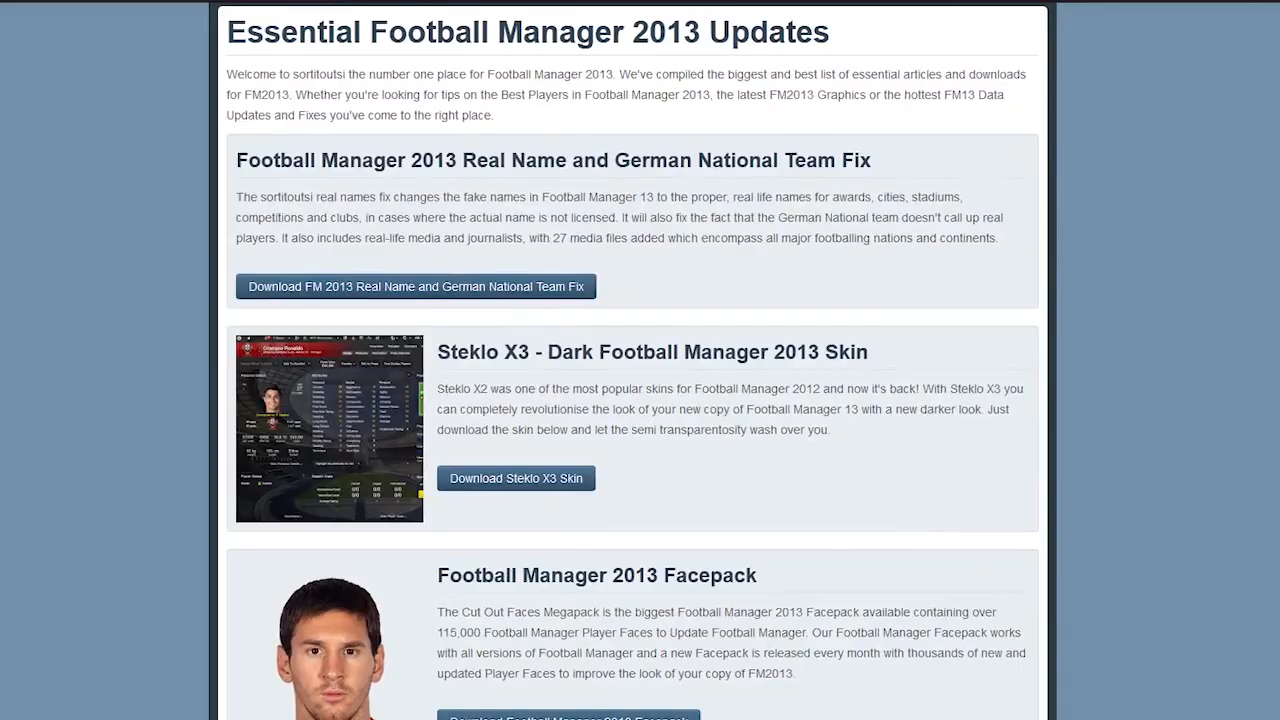 Essential Football Manager 2013 Updates
Welcome to sortitoutsi the number one place for Football Manager 2013. We've compiled the biggest and best list of essential articles and downloads
for FM2013. Whether you're looking for tips on the Best Players in Football Manager 2013, the latest FM2013 Graphics or the hottest FM13 Data
Updates and Fixes you've come to the right place.
Football Manager 2013 Real Name and German National Team Fix
The sortitoutsi real names fix changes the fake names in Football Manager 13 to the proper, real life names for awards, cities, stadiums,
competitions and clubs, in cases where the actual name is not licensed. It will also fix the fact that the German National team doesn't call up real
players. It also includes real-life media and journalists, with 27 media files added which encompass all major footballing nations and continents.
Download FM 2013 Real Name and German National Team Fix
Cristiano Ronaldo
Steklo X3 - Dark Football Manager 2013 Skin
Steklo X2 was one of the most popular skins for Football Manager 2012 and now it's back! With Steklo X3 you
can completely revolutionise the look of your new copy of Football Manager 13 with a new darker look. Just
download the skin below and let the semi transparentosity wash over you.
Download Steklo X3 Skin
Football Manager 2013 Facepack
The Cut Out Faces Megapack is the biggest Football Manager 2013 Facepack available containing over
115,000 Football Manager Player Faces to Update Football Manager. Our Football Manager Facepack works
with all versions of Football Manager and a new Facepack is released every month with thousands of new and
updated Player Faces to improve the look of your copy of FM2013.
Download Football Manager 2013 Facepack